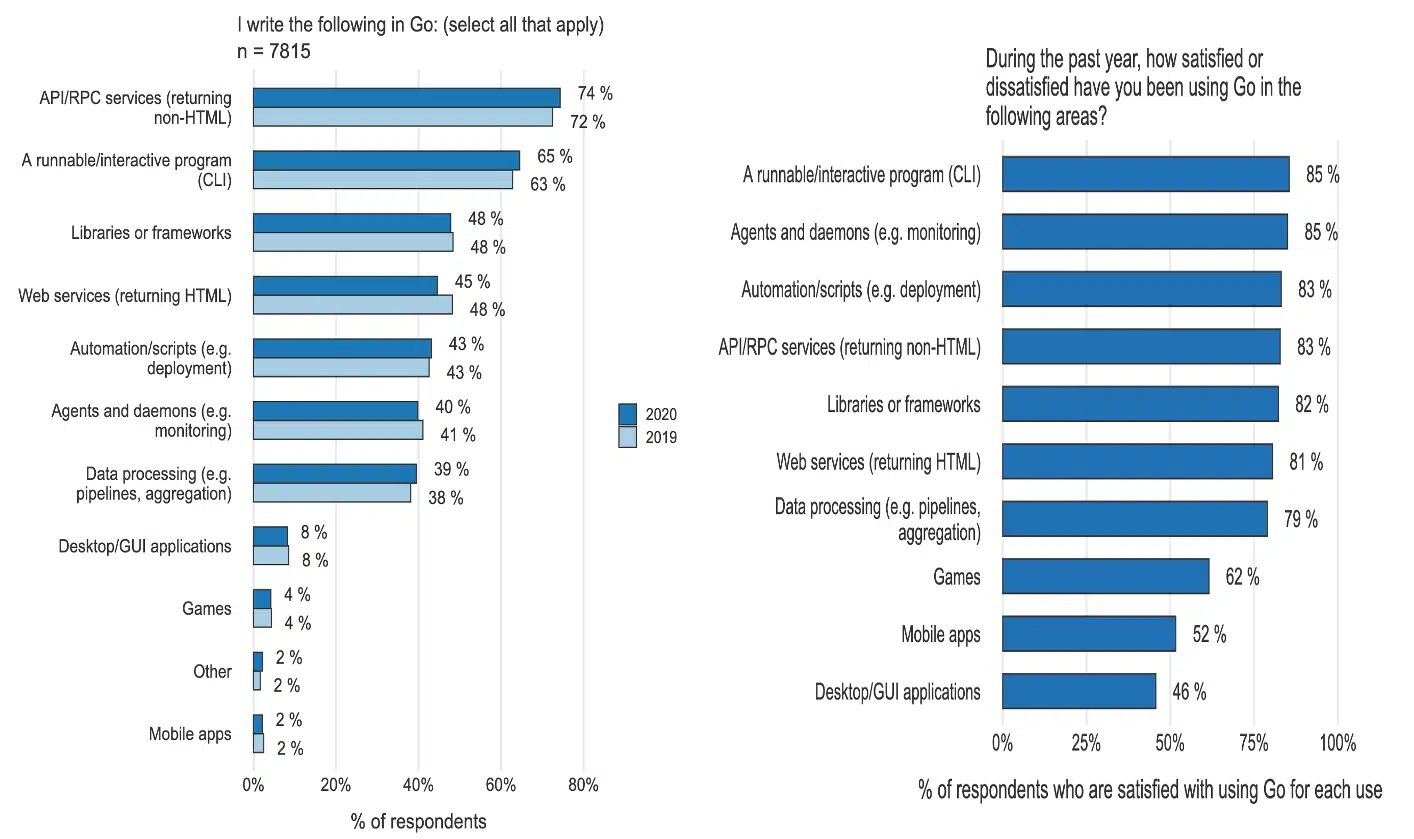 I write the following in Go: (select all that apply)
n = 7815
API/RPC services (returning
non-HTML)
74 %
72 %
A runnable/interactive program
(CLI)
65 %
63 %
Libraries or frameworks
48 %
48 %
Web services (returning HTML)
45 %
48 %
Automation/scripts (e.g.
deployment)
43 %
43 %
Agents and daemons (e.g.
monitoring)
40 %
41 %
Data processing (e.g.
pipelines, aggregation)
39 %
38 %
Desktop/GUI applications
8 %
8 %
Games
4 %
4 %
Other
2 %
2 %
Mobile apps
2 %
2 %
0% 20% 40% 60% 80%
% of respondents
2020
2019
During the past year, how satisfied or
dissatisfied have you been using Go in the
following areas?
A runnable/interactive program (CLI) 85 %
Agents and daemons (e.g. monitoring) 85 %
Automation/scripts (e.g. deployment) 83 %
API/RPC services (returning non-HTML) 83 %
Libraries or frameworks 82 %
Web services (returning HTML) 81 %
Data processing (e.g. pipelines,
aggregation)
79 %
Games 62 %
Mobile apps 52 %
Desktop/GUI applications 46 %
0% 25% 50% 75% 100%
% of respondents who are satisfied with using Go for each use